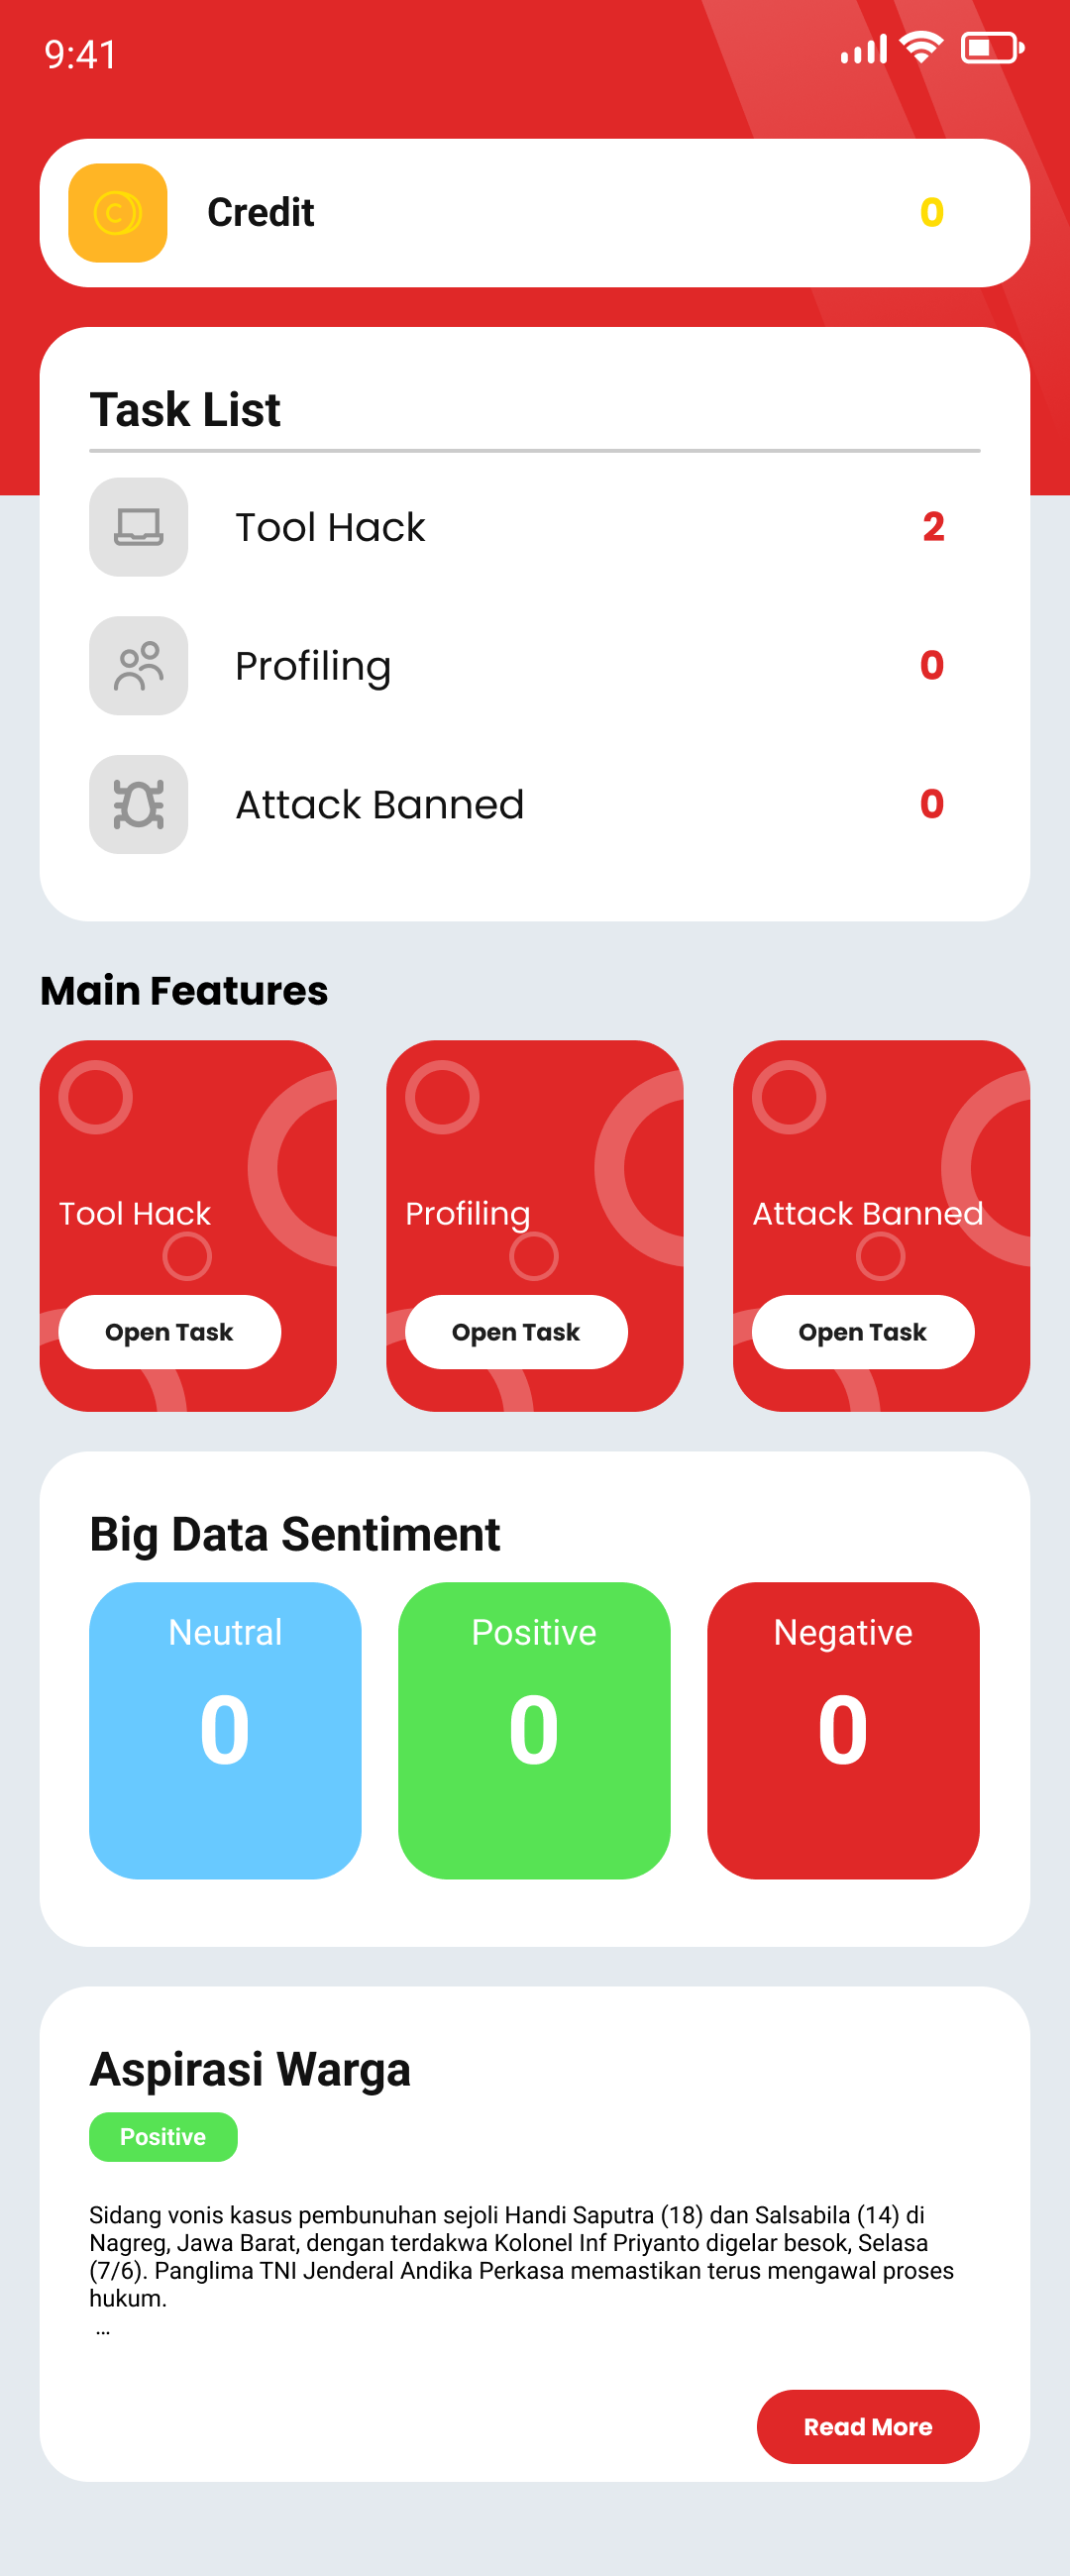 9:41
C
Credit 0
Task List
Tool Hack 2
Profiling 0
Attack Banned 0
Main Features
Tool Hack
Open Task
Profiling
Open Task
Attack Banned
Open Task
Big Data Sentiment
Neutral
0
Positive
0
Negative
0
Aspirasi Warga
Positive
Sidang vonis kasus pembunuhan sejoli Handi Saputra (18) dan Salsabila (14) di
Nagreg, Jawa Barat, dengan terdakwa Kolonel Inf Priyanto digelar besok, Selasa
(7/6). Panglima TNI Jenderal Andika Perkasa memastikan terus mengawal proses
hukum.
...
Read More